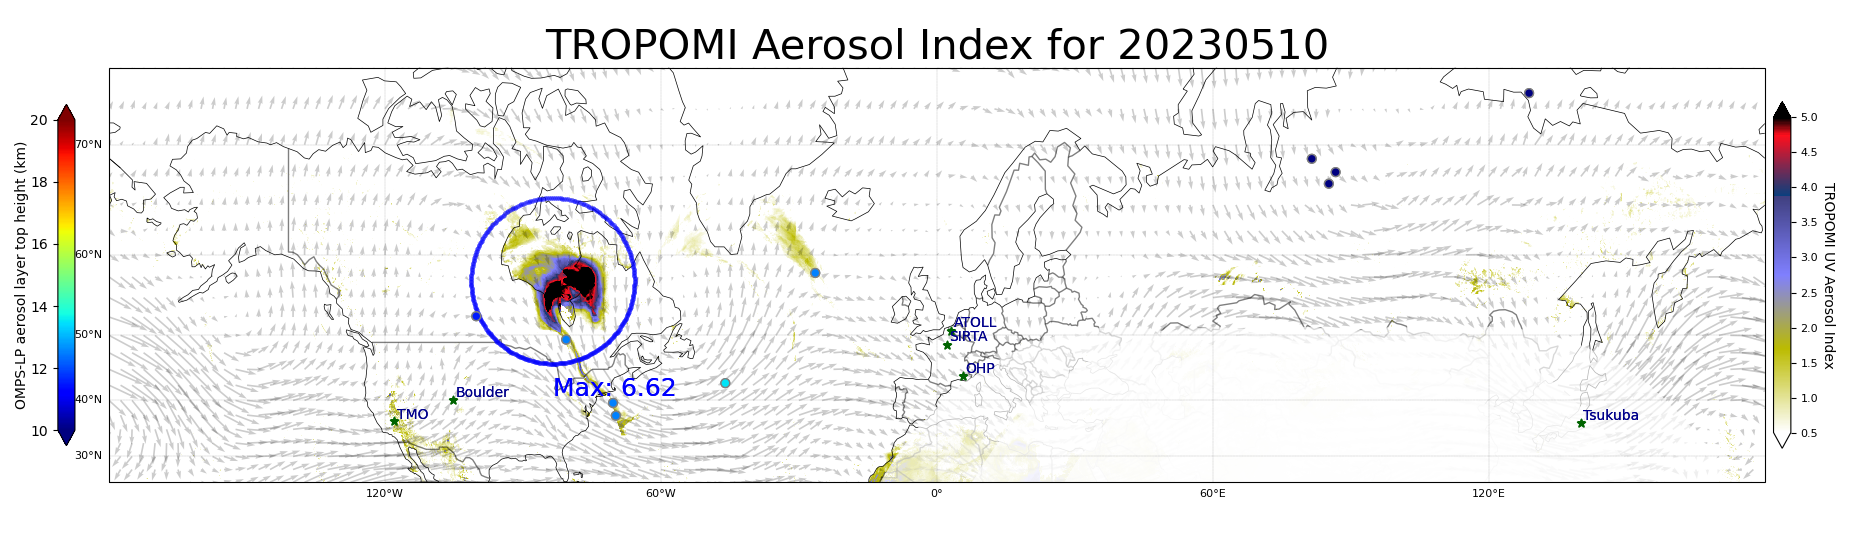 TROPOMI Aerosol Index for 20230510
OMPS-LP aerosol layer top height (km)
20
18
16
14
12
10
70°N
60°N
50°N
40°N
30°N
120°W
60°W
0°
60°E
120°E
Max: 6.62
Boulder
TMO
ATOLL
SIRTA
OHP
Tsukuba
5.0
4.5
4.0
3.5
3.0
2.5
2.0
1.5
1.0
0.5
TROPOMI UV Aerosol Index